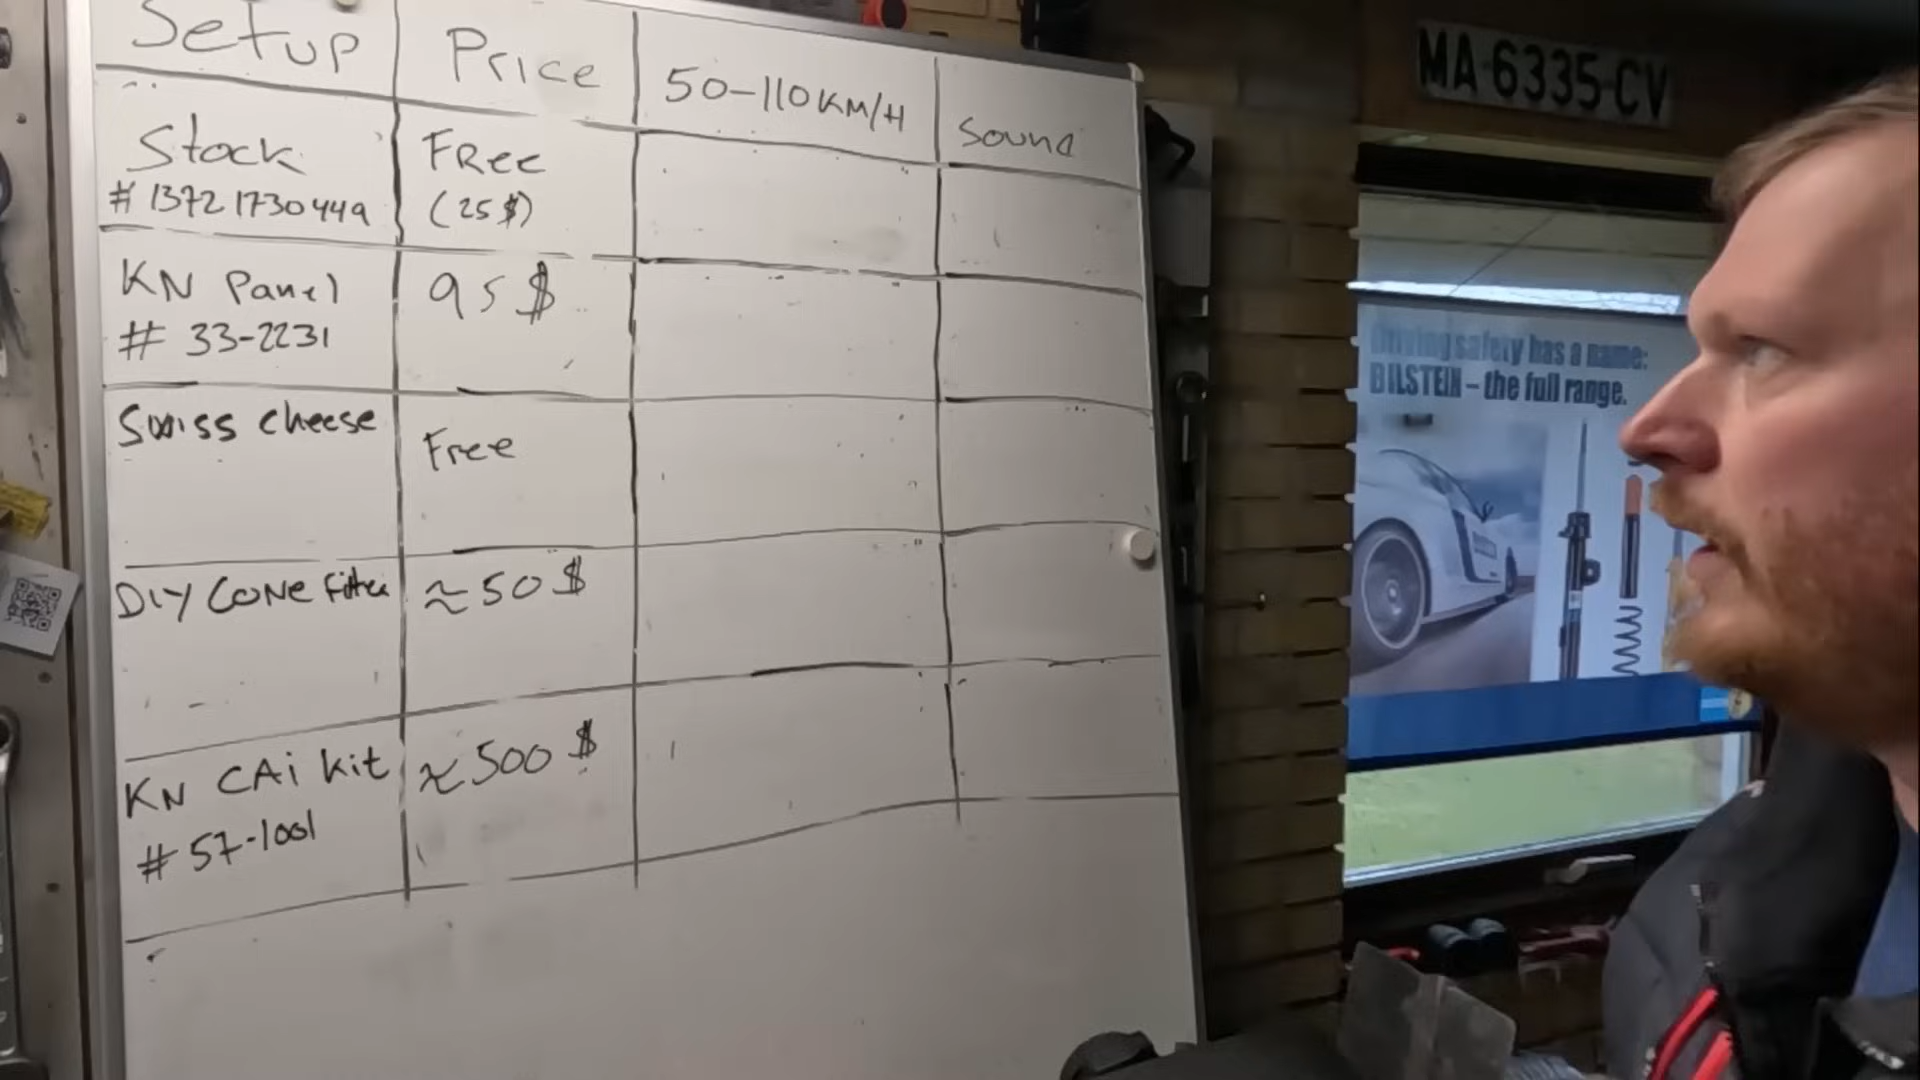 Setup Price 50-110KM/H Sound
Stock FRee
# 13721730449 (25$)
KN Panel 95$
# 33-2231
Swiss cheese Free
DIY CONE Filter ≈50$
KN CAi kit ≈500$
# 57-1001
MA·6335·CV
Driving safety has a name:
BILSTEIN – the full range.